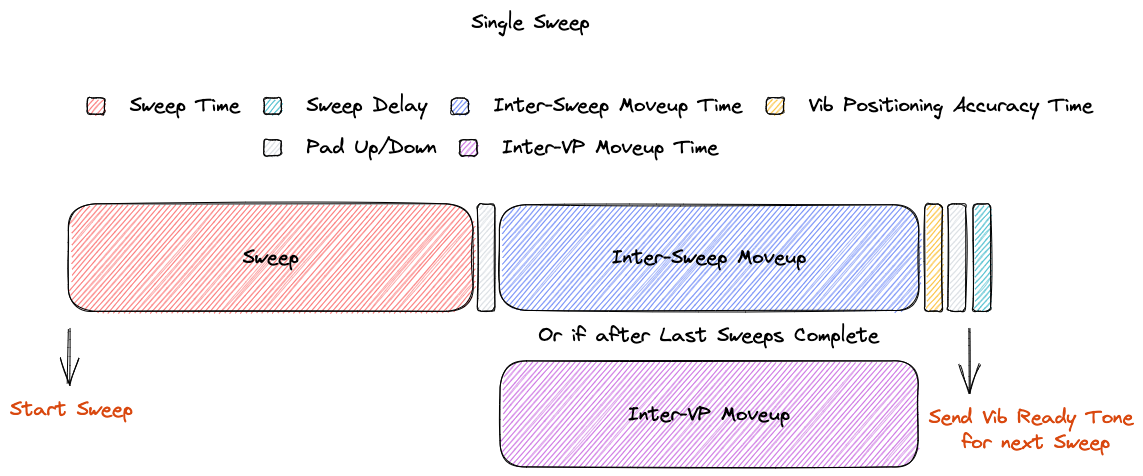 Single Sweep
Sweep Time
Sweep Delay
Inter-Sweep Moveup Time
Vib Positioning Accuracy Time
Pad Up/Down
Inter-VP Moveup Time
Sweep
Inter-Sweep Moveup
Or if after Last Sweeps Complete
Inter-VP Moveup
Start Sweep
Send Vib Ready Tone
for next Sweep